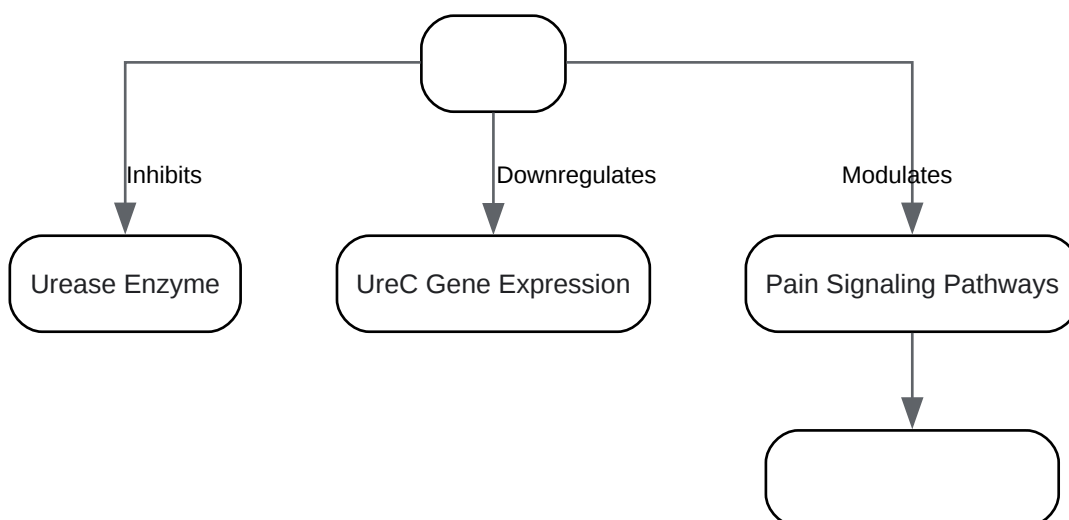 Inhibits
Downregulates
Modulates
Urease Enzyme
UreC Gene Expression
Pain Signaling Pathways